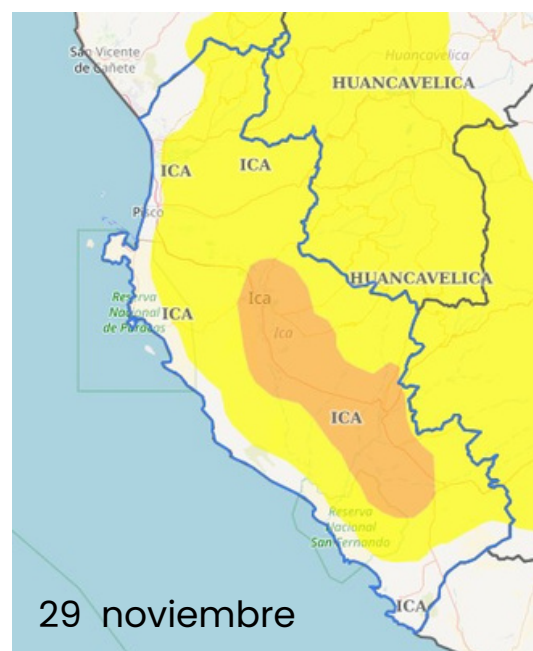 San Vicente
de Cañete
Huancavelica
HUANCAVELICA
ICA
ICA
Pisco
HUANCAVELICA
Reserva
Nacional
de Paracas
ICA
Ica
Ica
ICA
Reserva
Nacional
San Fernando
ICA
29 noviembre